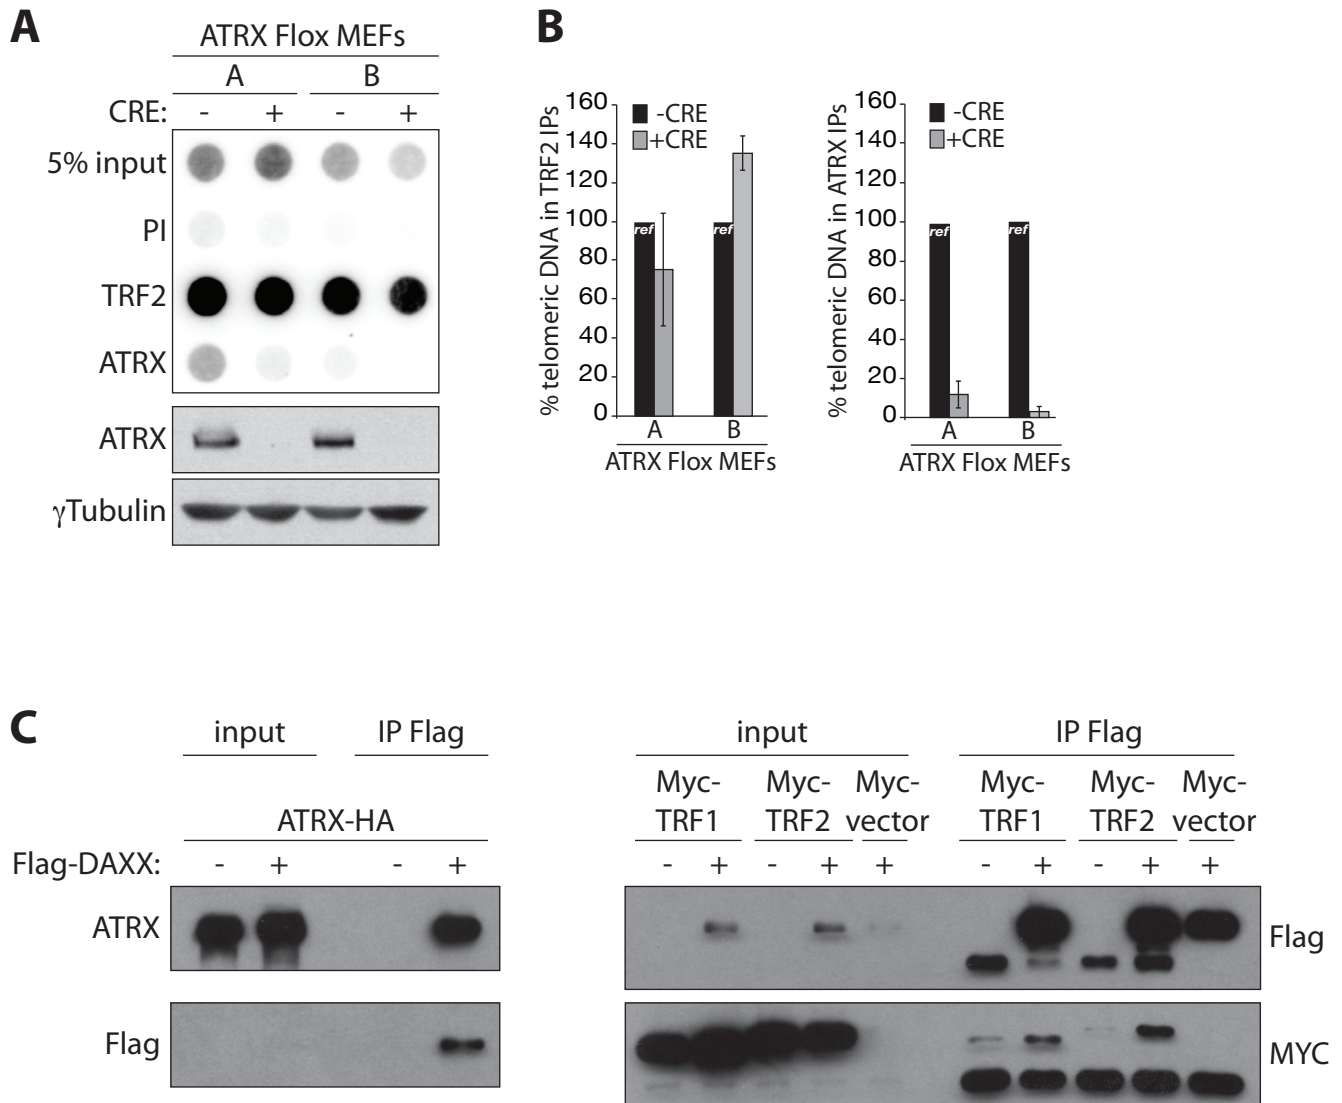 A
ATRX Flox MEFs
A B
CRE: - + - +
5% input
PI
TRF2
ATRX
ATRX
γTubulin
B
% telomeric DNA in TRF2 IPs
160
140
120
100
80
60
40
20
0
-CRE
+CRE
ref ref
A B
ATRX Flox MEFs
% telomeric DNA in ATRX IPs
160
140
120
100
80
60
40
20
0
-CRE
+CRE
ref ref
A B
ATRX Flox MEFs
C
input IP Flag
ATRX-HA
Flag-DAXX: - + - +
ATRX
Flag
input IP Flag
Myc- Myc- Myc- Myc- Myc- Myc-
TRF1 TRF2 vector TRF1 TRF2 vector
- + - + + - + - + +
Flag
MYC